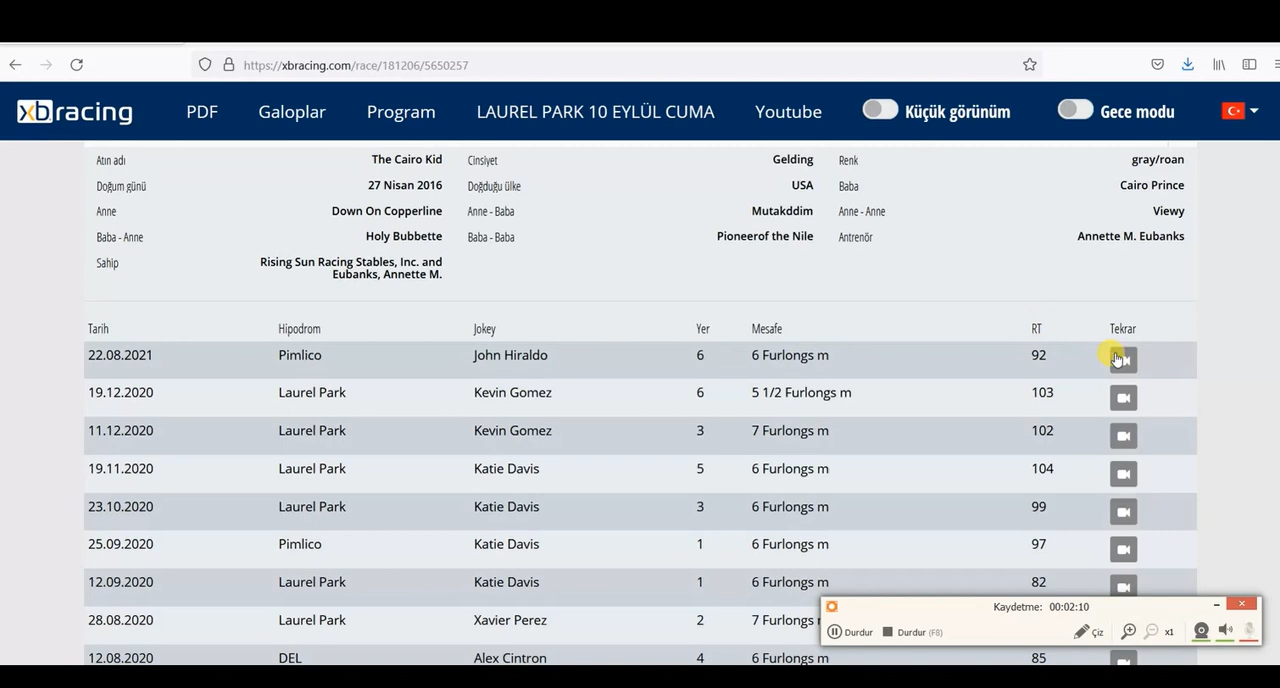 https://xbracing.com/race/181206/5650257
xbracing PDF Galoplar Program LAUREL PARK 10 EYLÜL CUMA Youtube Küçük görünüm Gece modu
Atın adı The Cairo Kid Cinsiyet Gelding Renk gray/roan
Doğum günü 27 Nisan 2016 Doğduğu ülke USA Baba Cairo Prince
Anne Down On Copperline Anne - Baba Mutakddim Anne - Anne Viewy
Baba - Anne Holy Bubbette Baba - Baba Pioneerof the Nile Antrenör Annette M. Eubanks
Sahip Rising Sun Racing Stables, Inc. and
Eubanks, Annette M.
Tarih Hipodrom Jokey Yer Mesafe RT Tekrar
22.08.2021 Pimlico John Hiraldo 6 6 Furlongs m 92
19.12.2020 Laurel Park Kevin Gomez 6 5 1/2 Furlongs m 103
11.12.2020 Laurel Park Kevin Gomez 3 7 Furlongs m 102
19.11.2020 Laurel Park Katie Davis 5 6 Furlongs m 104
23.10.2020 Laurel Park Katie Davis 3 6 Furlongs m 99
25.09.2020 Pimlico Katie Davis 1 6 Furlongs m 97
12.09.2020 Laurel Park Katie Davis 1 6 Furlongs m 82
28.08.2020 Laurel Park Xavier Perez 2 7 Furlongs
12.08.2020 DEL Alex Cintron 4 6 Furlongs m 85
Kaydetme: 00:02:10
Durdur Durdur (F8) Çiz x1